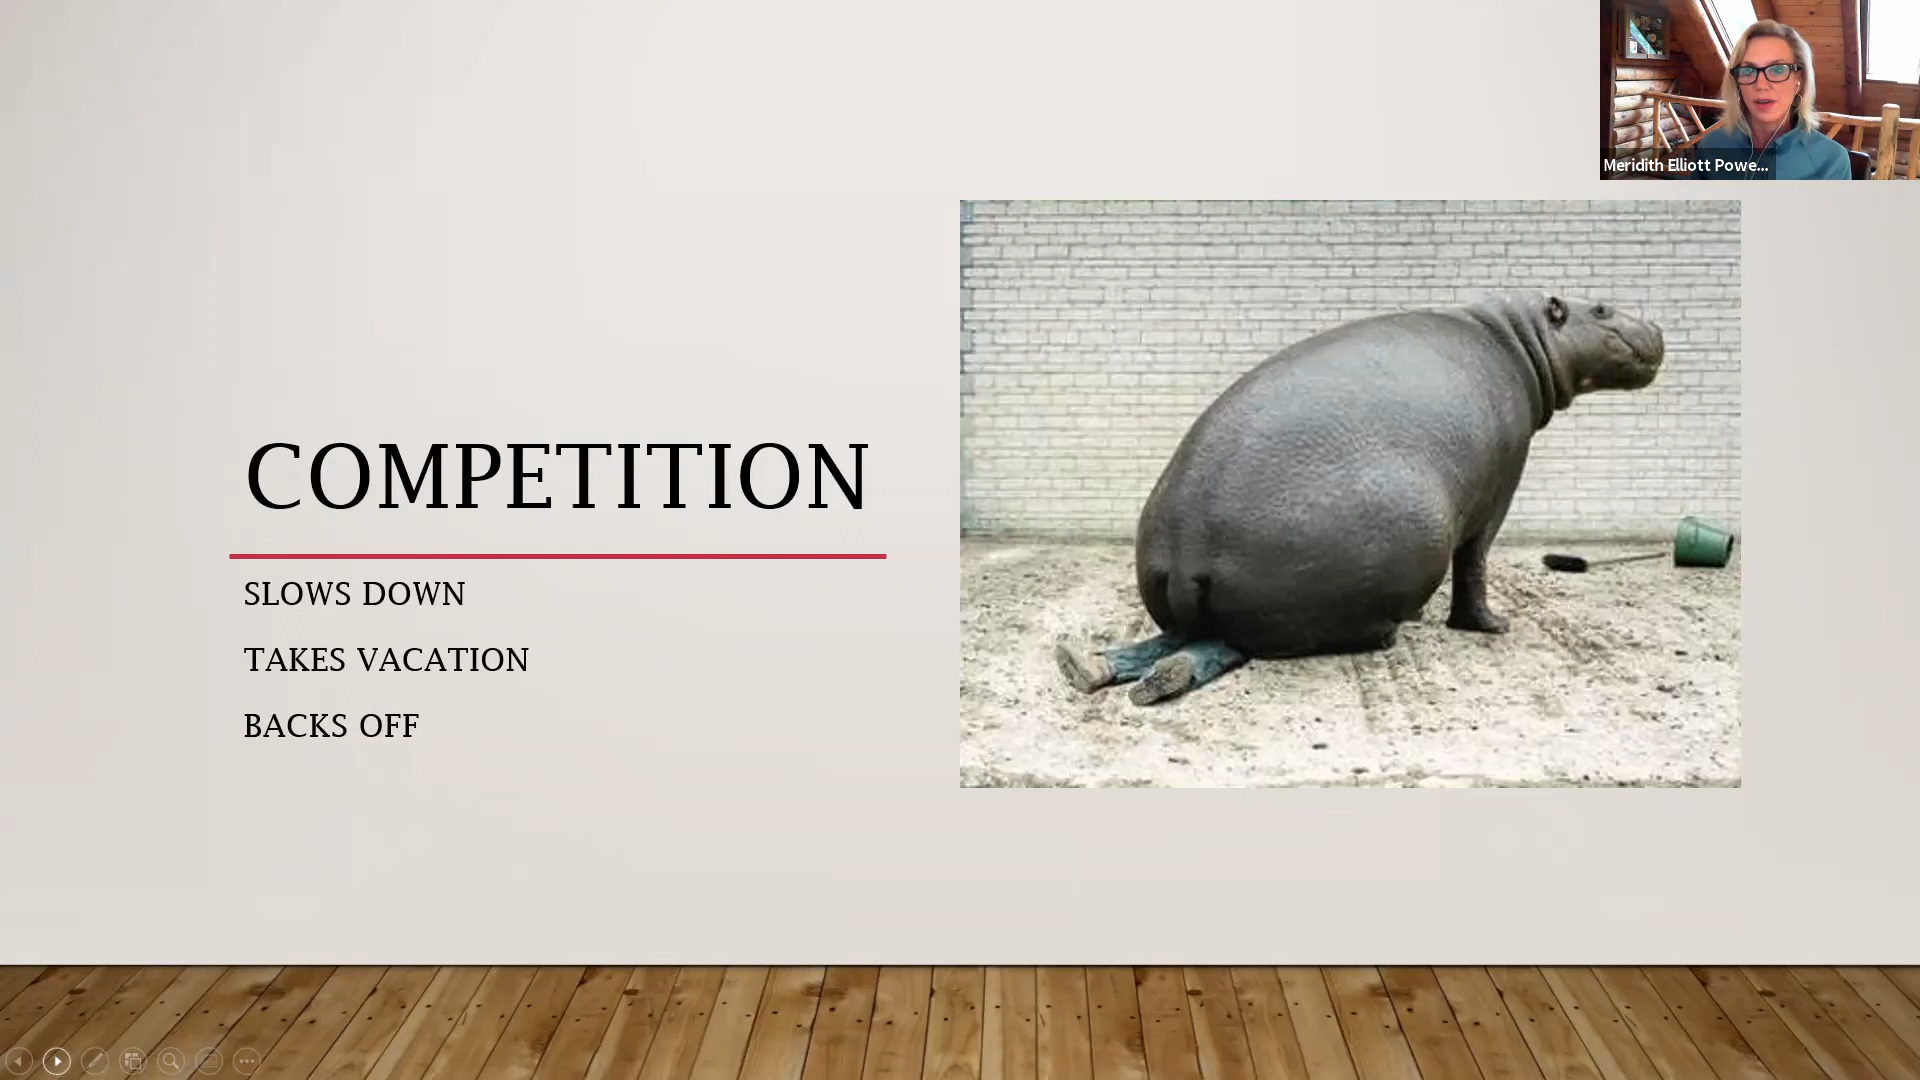 Meridith Elliott Powe...
COMPETITION
SLOWS DOWN
TAKES VACATION
BACKS OFF